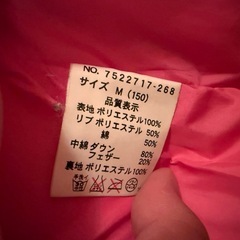 NO. 7522717-268
サイズ M (150)
品質表示
表地 ポリエステル100%
リブ ポリエステル 50%
綿 50%
中綿 ダウン 80%
フェザー 20%
裏地 ポリエステル100%